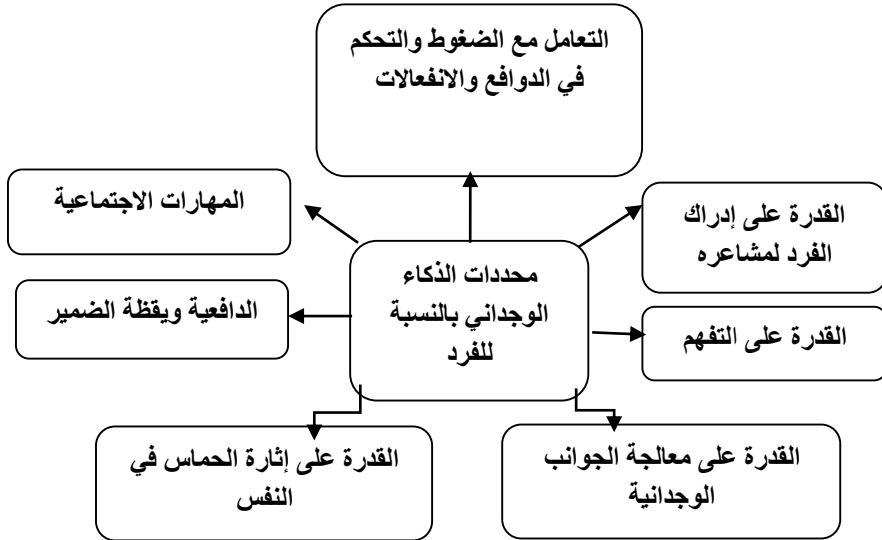 التعامل مع الضغوط والتحكم
في الدوافع والانفعالات
القدرة على إدراك
الفرد لمشاعره
المهارات الاجتماعية
محددات الذكاء
الوجداني بالنسبة
للفرد
القدرة على التفهم
الدافعية ويقظة الضمير
القدرة على معالجة الجوانب
الوجدانية
القدرة على إثارة الحماس في
النفس